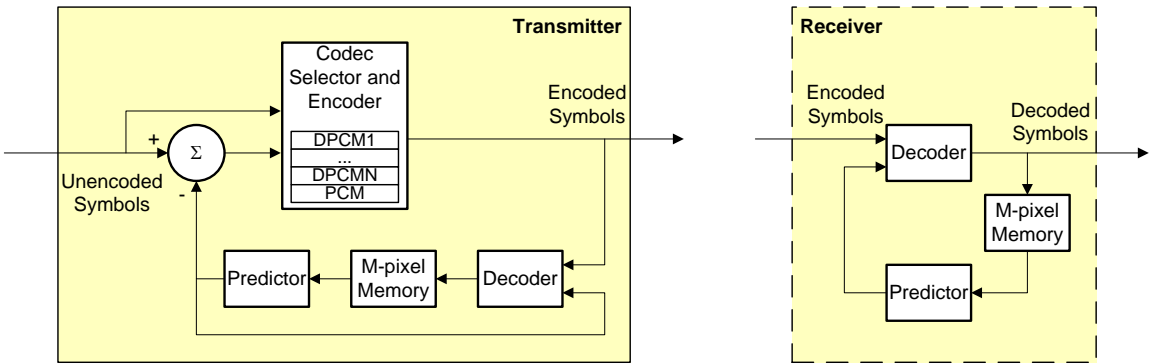 Transmitter
Codec
Selector and
Encoder
DPCM1
...
DPCMN
PCM
Encoded
Symbols
+
Σ
-
Unencoded
Symbols
Predictor
M-pixel
Memory
Decoder
Receiver
Encoded
Symbols
Decoded
Symbols
Decoder
M-pixel
Memory
Predictor